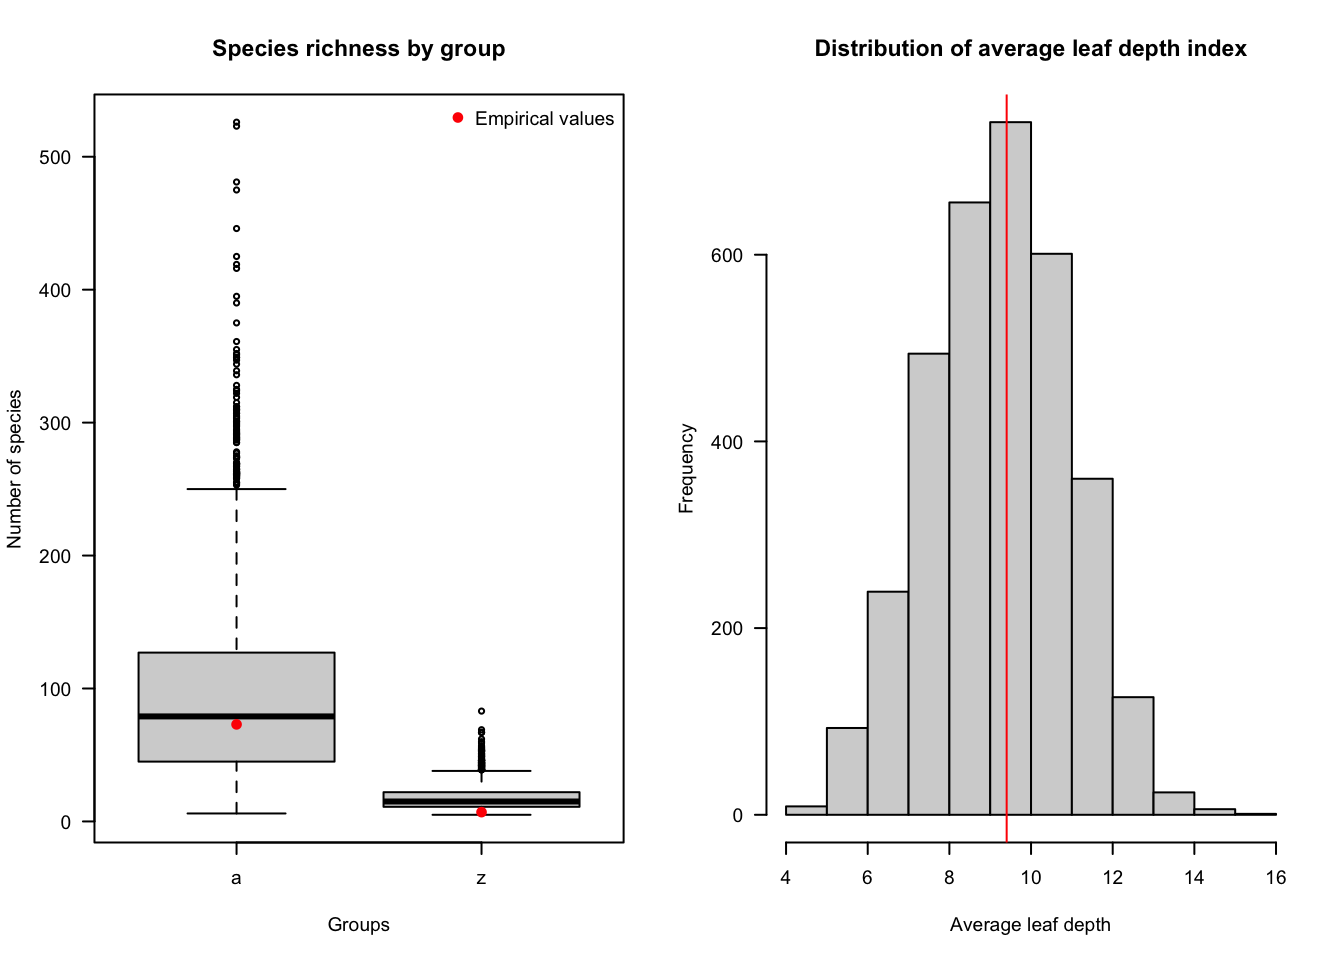 Species richness by group
Empirical values
500
400
300
200
100
0
Number of species
a z
Groups
Distribution of average leaf depth index
600
400
200
0
Frequency
4 6 8 10 12 14 16
Average leaf depth